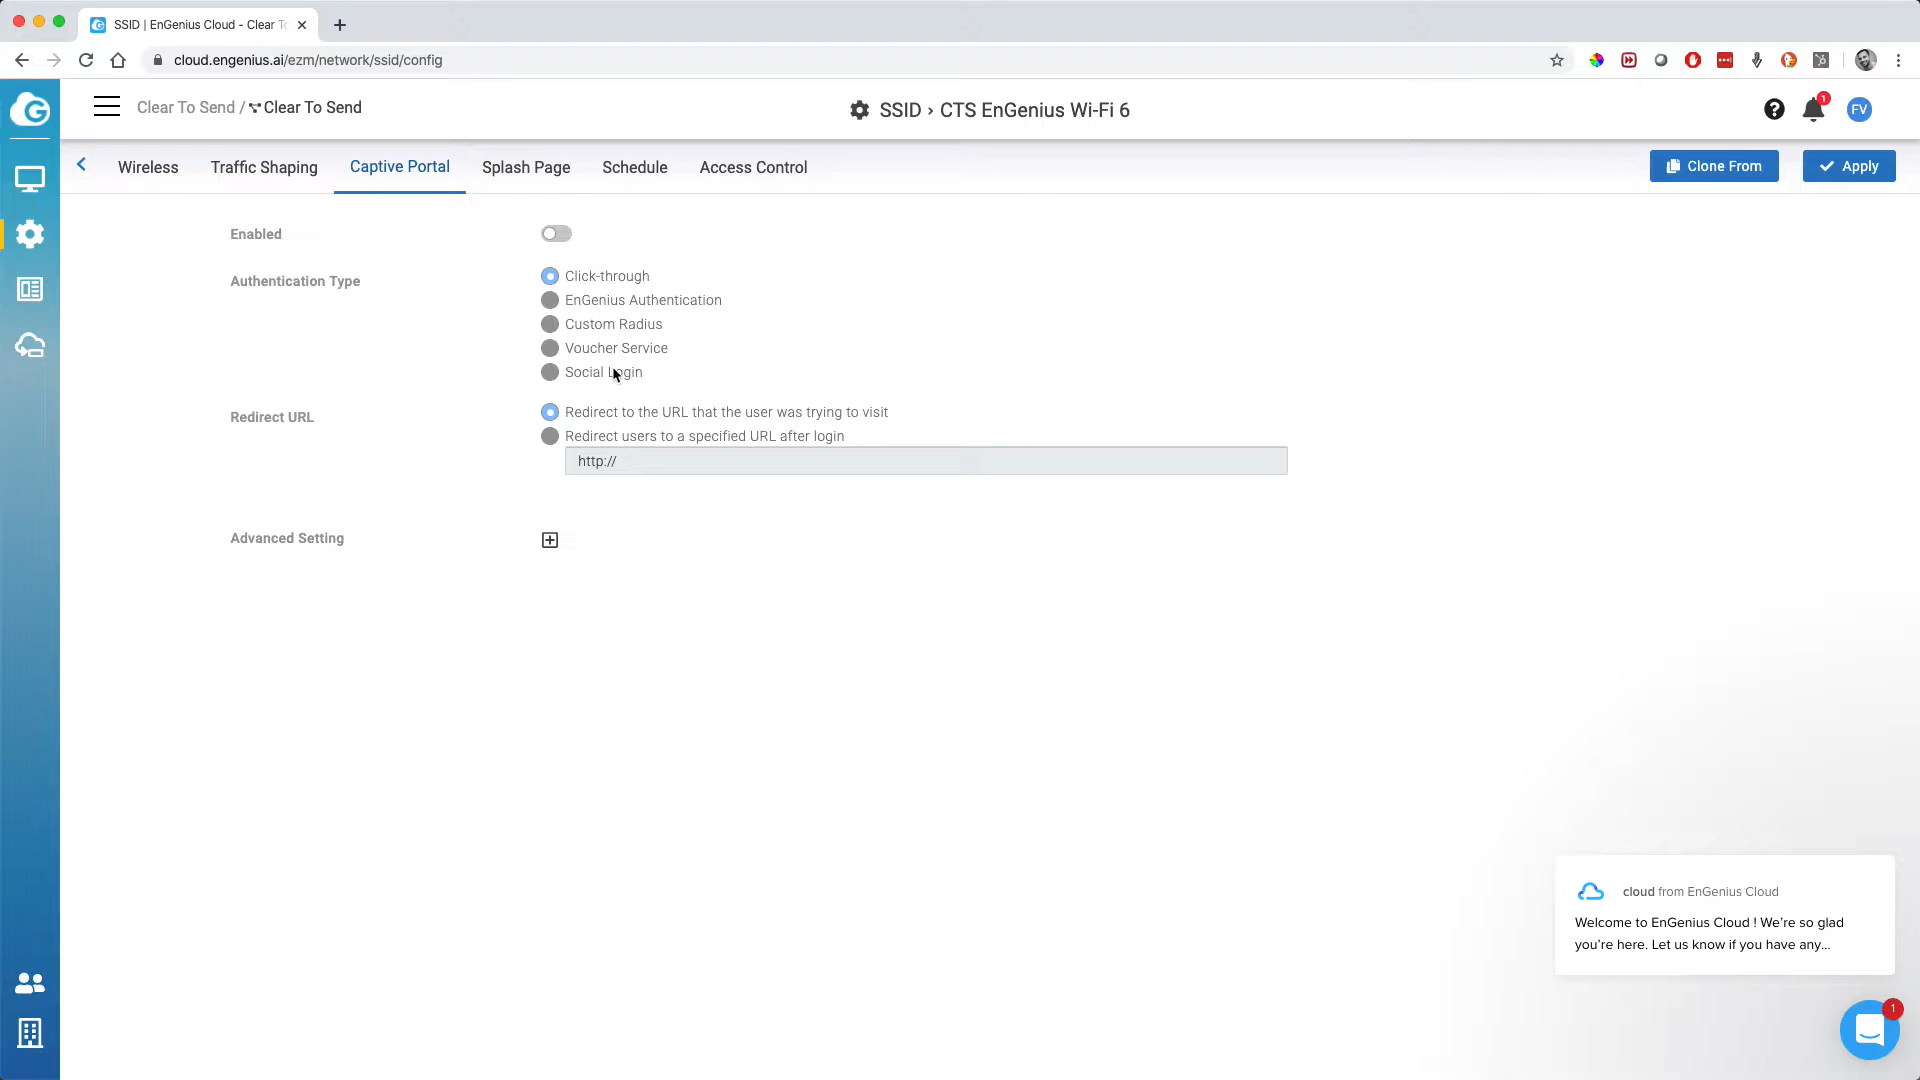 SSID | EnGenius Cloud - Clear T
cloud.engenius.ai/ezm/network/ssid/config
Clear To Send / Clear To Send
SSID › CTS EnGenius Wi-Fi 6
1
FV
Wireless
Traffic Shaping
Captive Portal
Splash Page
Schedule
Access Control
Clone From
Apply
Enabled
Authentication Type
Click-through
EnGenius Authentication
Custom Radius
Voucher Service
Social Login
Redirect URL
Redirect to the URL that the user was trying to visit
Redirect users to a specified URL after login
http://
Advanced Setting
cloud from EnGenius Cloud
Welcome to EnGenius Cloud ! We’re so glad
you’re here. Let us know if you have any...
1